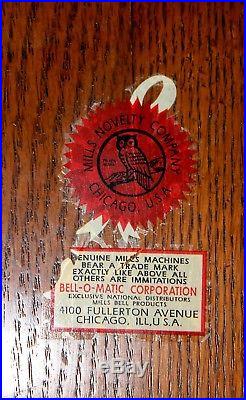 MILLS NOVELTY COMPANY
CHICAGO, U.S.A.
GENUINE MILLS MACHINES
BEAR A TRADE MARK
EXACTLY LIKE ABOVE ALL
OTHERS ARE IMMITATIONS
BELL-O-MATIC CORPORATION
EXCLUSIVE NATIONAL DISTRIBUTORS
MILLS BELL PRODUCTS
4100 FULLERTON AVENUE
CHICAGO, ILL,U.S.A.